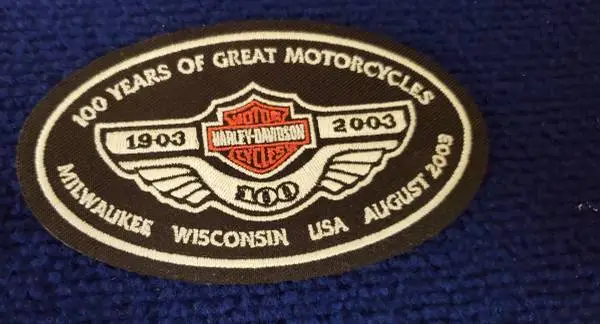 100 YEARS OF GREAT MOTORCYCLES
1903
MOTOR
HARLEY-DAVIDSON
CYCLES
2003
100
MILWAUKEE WISCONSIN USA AUGUST 2003